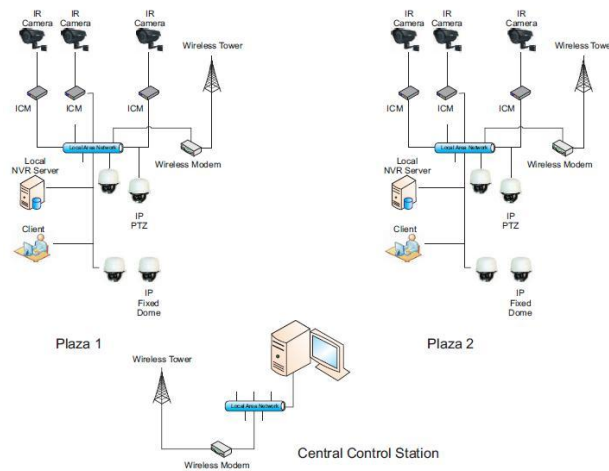 IR
Camera
IR
Camera
IR
Camera
Wireless Tower
ICM
ICM
ICM
Local Area Network
Wireless Modem
Local
NVR Server
IP
PTZ
Client
IP
Fixed
Dome
Plaza 1
IR
Camera
IR
Camera
IR
Camera
Wireless Tower
ICM
ICM
ICM
Local Area Network
Wireless Modem
Local
NVR Server
IP
PTZ
Client
IP
Fixed
Dome
Plaza 2
Wireless Tower
Local Area Network
Wireless Modem
Central Control Station